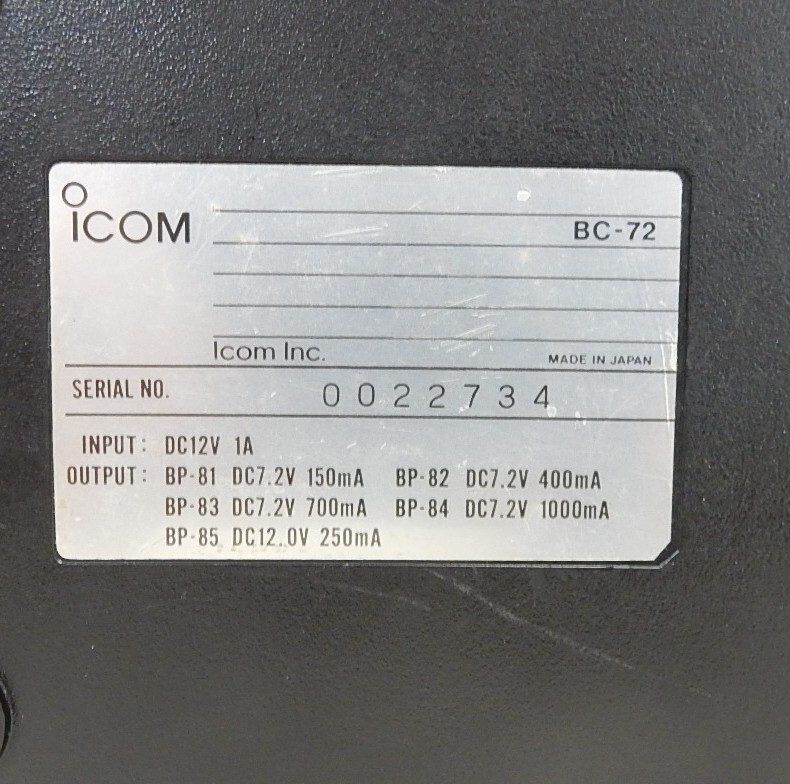 ICOM
BC-72
Icom Inc. MADE IN JAPAN
SERIAL NO. 0022734
INPUT: DC12V 1A
OUTPUT: BP-81 DC7.2V 150mA BP-82 DC7.2V 400mA
BP-83 DC7.2V 700mA BP-84 DC7.2V 1000mA
BP-85 DC12.0V 250mA